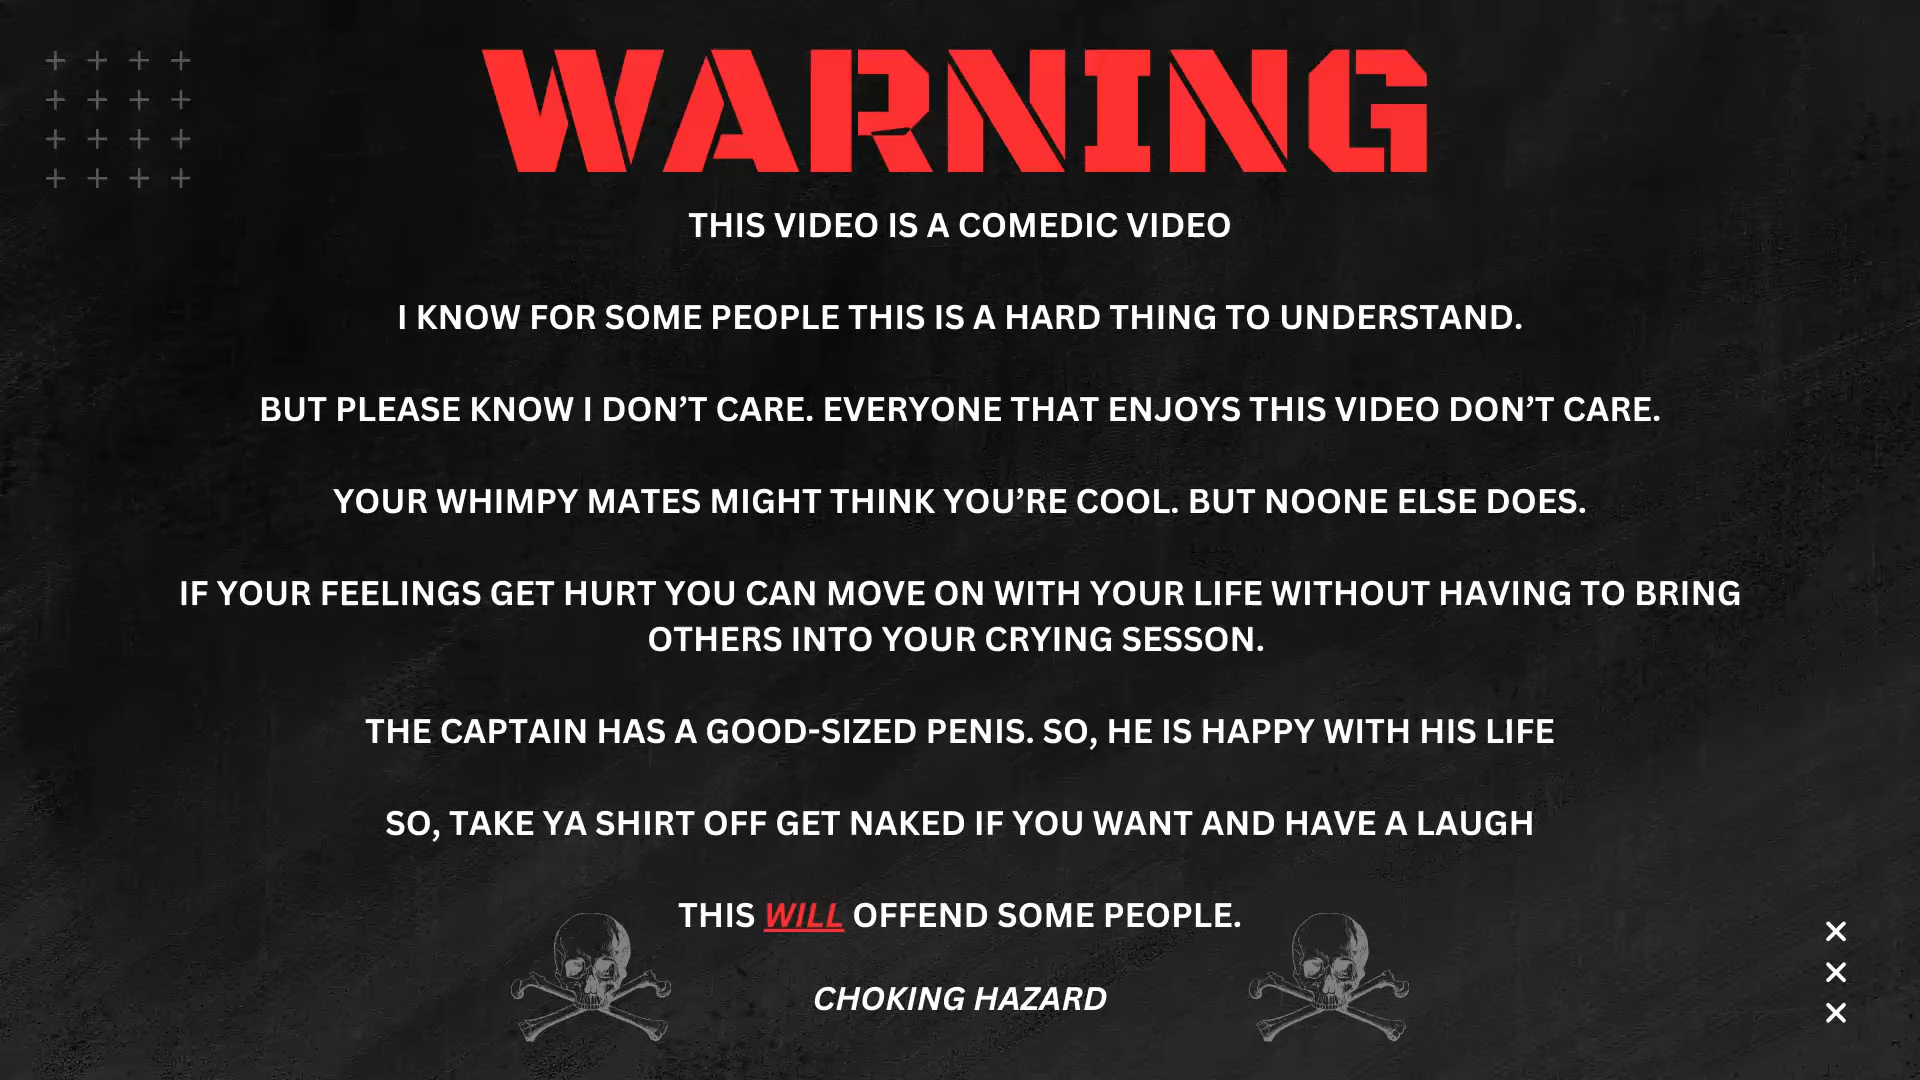 WARNING
THIS VIDEO IS A COMEDIC VIDEO
I KNOW FOR SOME PEOPLE THIS IS A HARD THING TO UNDERSTAND.
BUT PLEASE KNOW I DON’T CARE. EVERYONE THAT ENJOYS THIS VIDEO DON’T CARE.
YOUR WHIMPY MATES MIGHT THINK YOU’RE COOL. BUT NOONE ELSE DOES.
IF YOUR FEELINGS GET HURT YOU CAN MOVE ON WITH YOUR LIFE WITHOUT HAVING TO BRING
OTHERS INTO YOUR CRYING SESSON.
THE CAPTAIN HAS A GOOD-SIZED PENIS. SO, HE IS HAPPY WITH HIS LIFE
SO, TAKE YA SHIRT OFF GET NAKED IF YOU WANT AND HAVE A LAUGH
THIS WILL OFFEND SOME PEOPLE.
CHOKING HAZARD